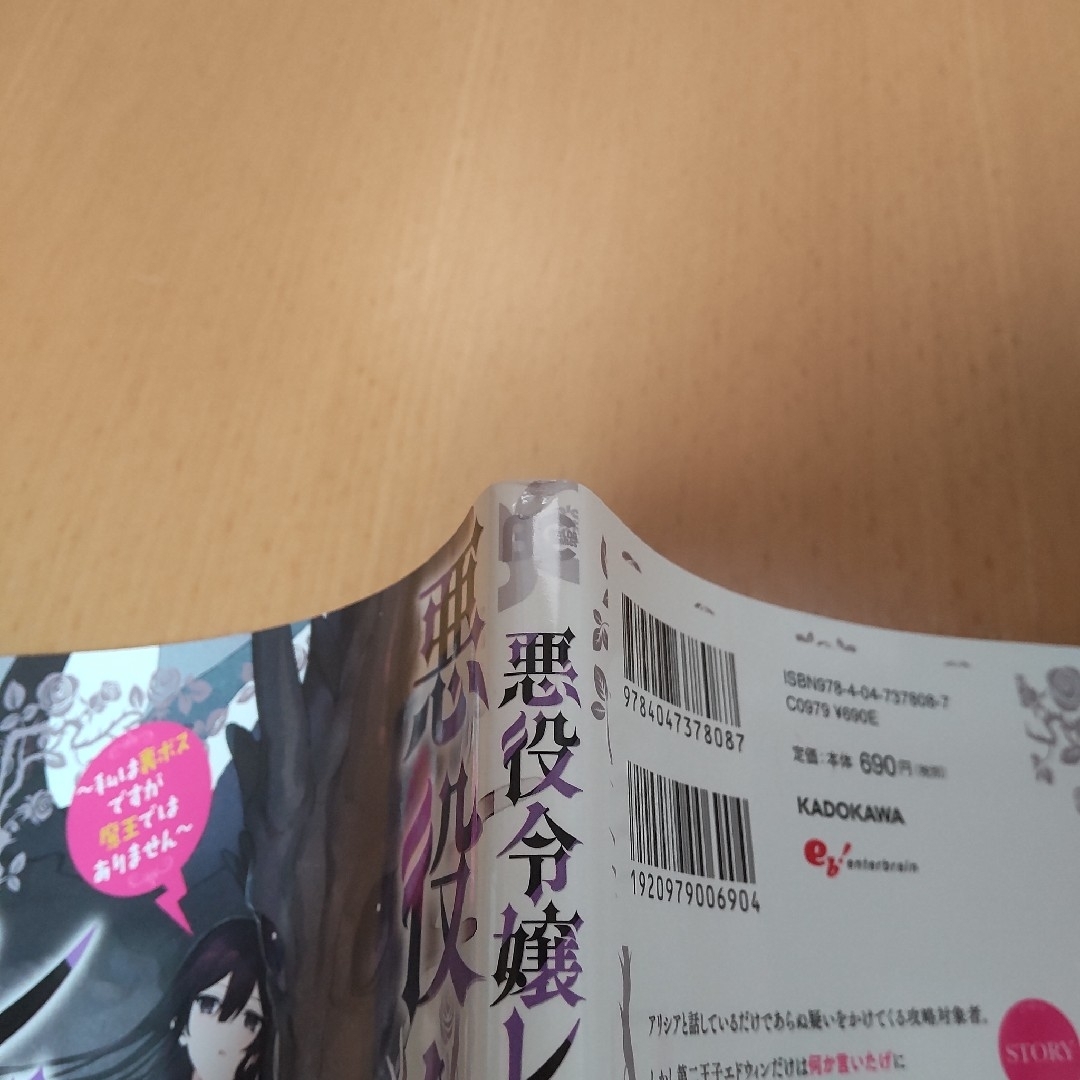 ~私は裏ボス
ですが
魔王では
ありません~
悪役
悪役令嬢レ
9784047378087
1920979006904
ISBN978-4-04-737808-7
C0979 ¥690E
定価:本体 690円(税別)
KADOKAWA
eb! enterbrain
アリシアと話しているだけであらぬ疑いをかけてくる攻略対象者。
しかし第二王子エドウィンだけは何か言いたげに
STORY